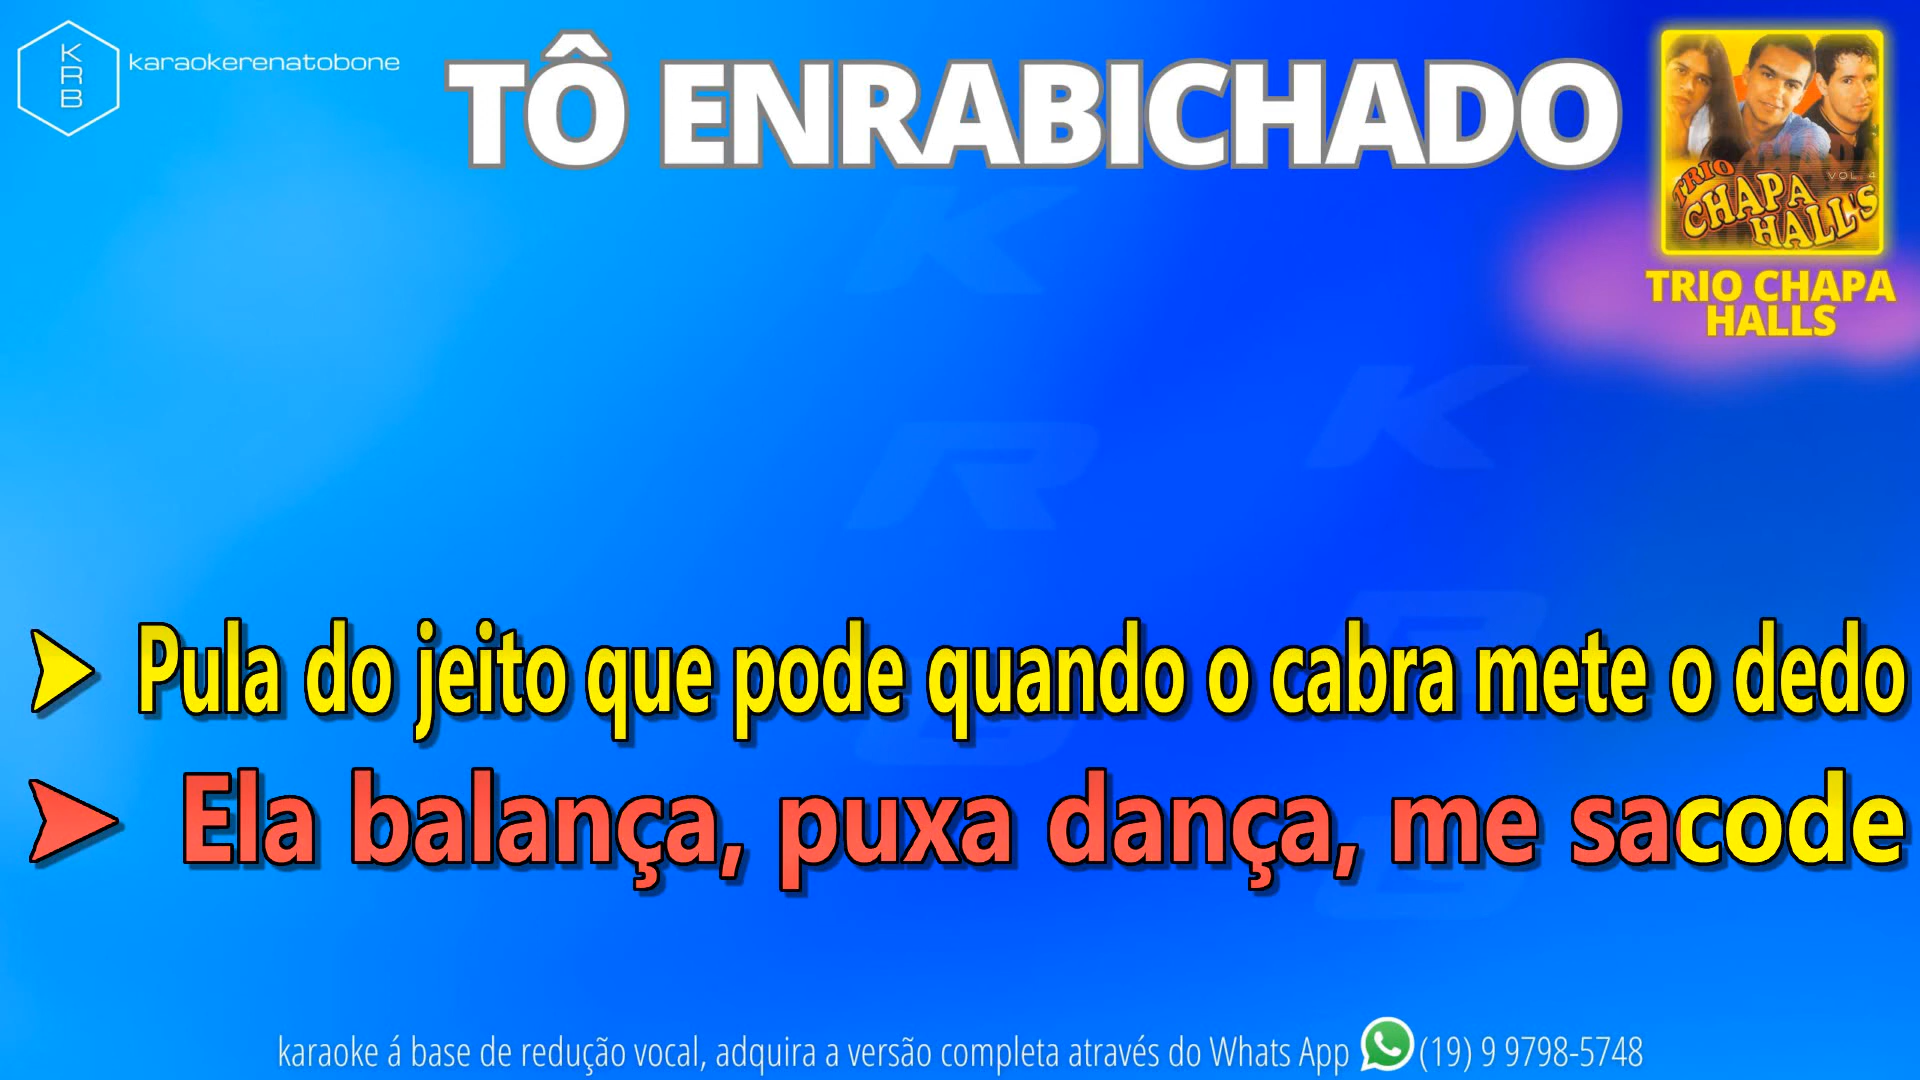 K
R
B
karaokerenatobone
TÔ ENRABICHADO
VOL. 4
TRIO
CHAPA
HALL'S
TRIO CHAPA
HALLS
K
R
B
K
R
B
Pula do jeito que pode quando o cabra mete o dedo
Ela balança, puxa dança, me sacode
karaoke á base de redução vocal, adquira a versão completa através do Whats App (19) 9 9798-5748